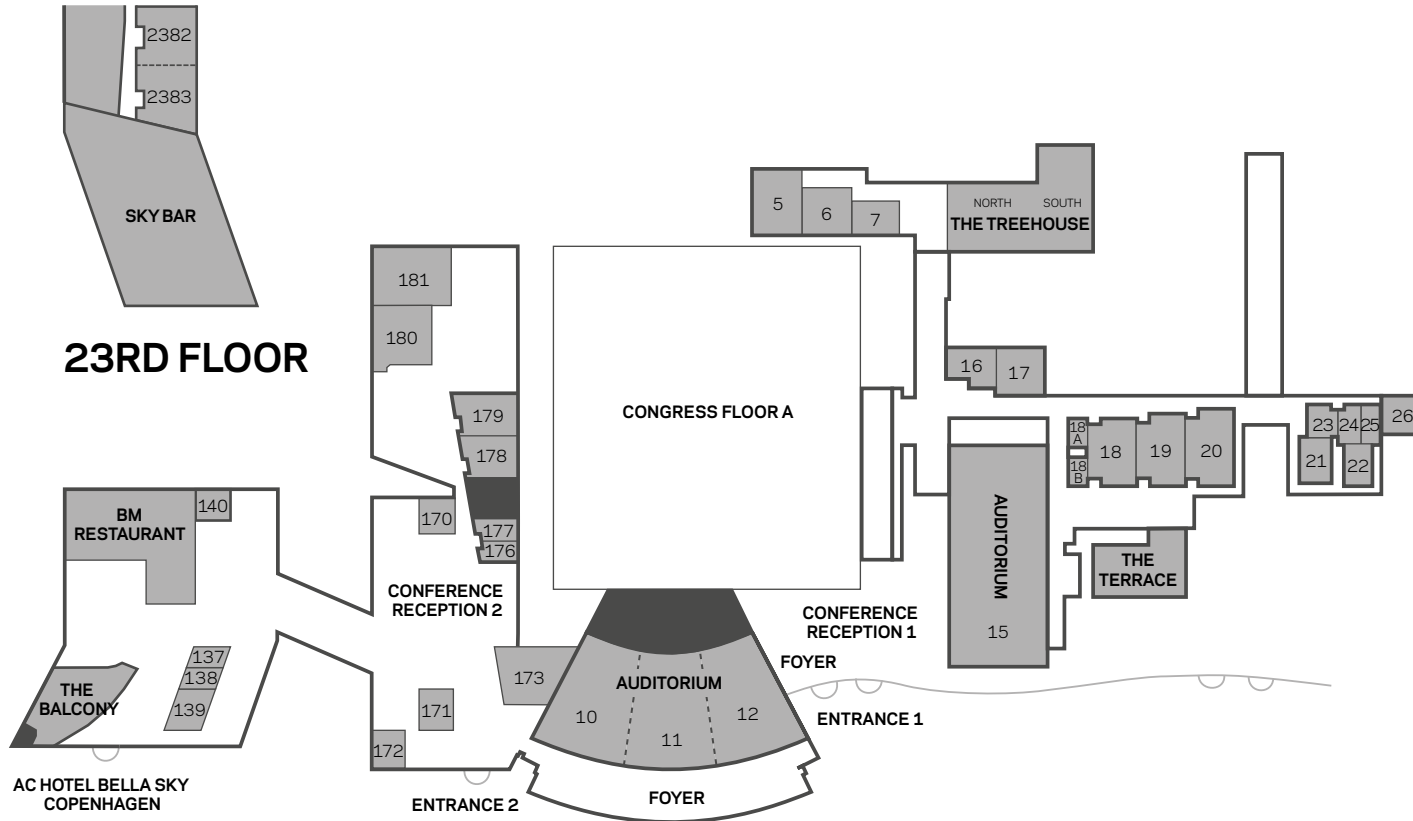 2382
2383
SKY BAR
23RD FLOOR
181
180
179
178
177
176
170
140
BM
RESTAURANT
CONFERENCE
RECEPTION 2
137
138
139
THE
BALCONY
171
172
173
AC HOTEL BELLA SKY
COPENHAGEN
ENTRANCE 2
CONGRESS FLOOR A
AUDITORIUM
10
11
12
FOYER
FOYER
ENTRANCE 1
CONFERENCE
RECEPTION 1
5
6
7
NORTH SOUTH
THE TREEHOUSE
16
17
AUDITORIUM
15
18
A
18
B
18
19
20
THE
TERRACE
21
22
23
24
25
26